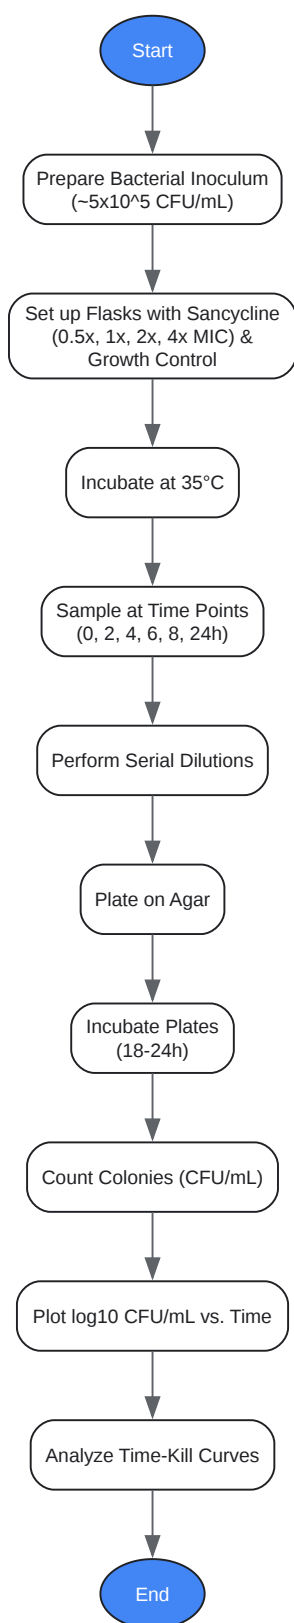 Start
Prepare Bacterial Inoculum
(~5x10^5 CFU/mL)
Set up Flasks with Sancycline
(0.5x, 1x, 2x, 4x MIC) &
Growth Control
Incubate at 35°C
Sample at Time Points
(0, 2, 4, 6, 8, 24h)
Perform Serial Dilutions
Plate on Agar
Incubate Plates
(18-24h)
Count Colonies (CFU/mL)
Plot log10 CFU/mL vs. Time
Analyze Time-Kill Curves
End